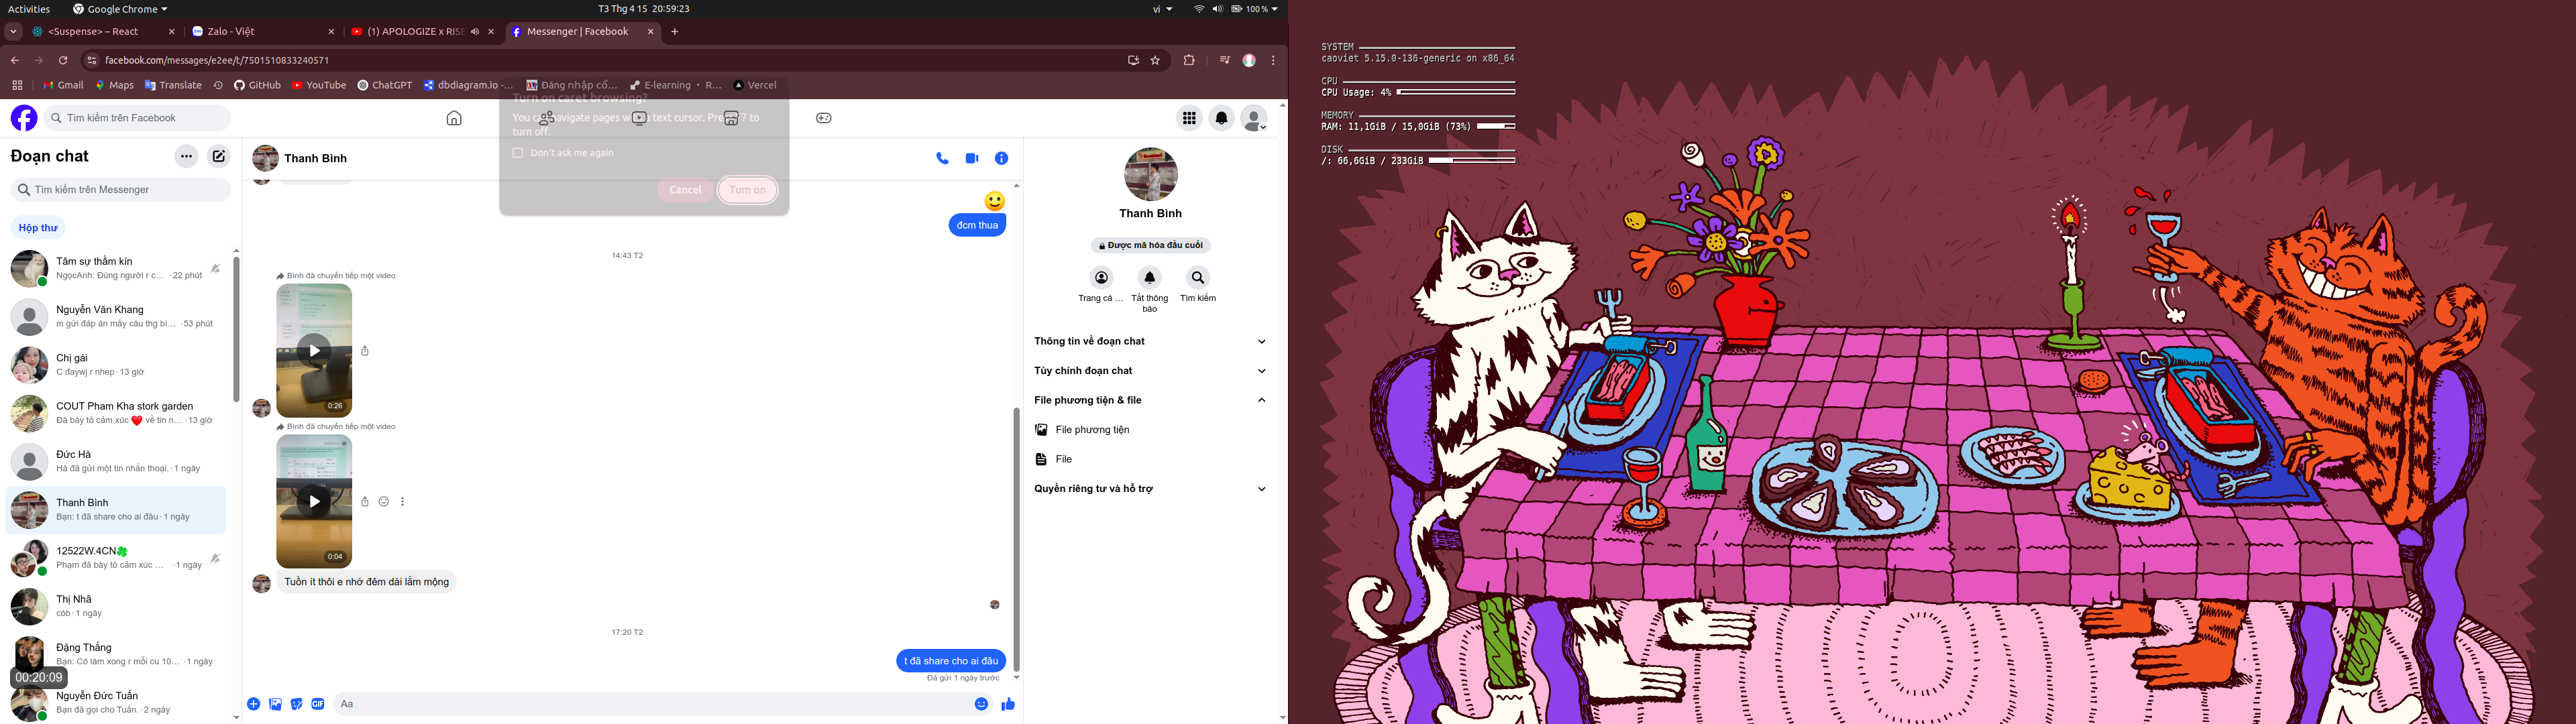 Activities
Google Chrome
T3 Thg 4 15 20:59:23
vi
100 %
<Suspense> – React
Zalo - Việt
(1) APOLOGIZE x RISE
Messenger | Facebook
facebook.com/messages/e2ee/t/7501510833240571
Gmail
Maps
Translate
GitHub
YouTube
ChatGPT
dbdiagram.io -...
Đăng nhập cổ...
E-learning • R...
Vercel
Turn on caret browsing?
You can navigate pages with text cursor. Press F7 to
turn off.
Don't ask me again
Cancel
Turn on
Tìm kiếm trên Facebook
Đoạn chat
Tìm kiếm trên Messenger
Hộp thư
Tâm sự thầm kín
NgọcAnh: Đúng người r c... · 22 phút
Nguyễn Văn Khang
m gửi đáp án mấy câu thg bi... · 53 phút
Chị gái
C đaywj r nhep · 13 giờ
COUT Pham Kha stork garden
Đã bày tỏ cảm xúc ❤️ về tin n... · 13 giờ
Đức Hà
Hà đã gửi một tin nhắn thoại. · 1 ngày
Thanh Bình
Bạn: t đã share cho ai đâu · 1 ngày
12522W.4CN🍀
Phạm đã bày tỏ cảm xúc ... · 1 ngày
Thị Nhã
cób · 1 ngày
Đặng Thắng
Bạn: Có làm xong r mỗi cu 10... · 1 ngày
00:20:09
Nguyễn Đức Tuấn
Bạn đã gọi cho Tuấn. · 2 ngày
Thanh Bình
🙂
đcm thua
14:43 T2
Bình đã chuyển tiếp một video
0:26
Bình đã chuyển tiếp một video
0:04
Tuồn ít thôi e nhớ đêm dài lắm mộng
17:20 T2
t đã share cho ai đâu
Đã gửi 1 ngày trước
GIF
Aa
Thanh Bình
Được mã hóa đầu cuối
Trang cá ...
Tắt thông
báo
Tìm kiếm
Thông tin về đoạn chat
Tùy chỉnh đoạn chat
File phương tiện & file
File phương tiện
File
Quyền riêng tư và hỗ trợ
SYSTEM
caoviet 5.15.0-136-generic on x86_64
CPU
CPU Usage: 4%
MEMORY
RAM: 11,1GiB / 15,0GiB (73%)
DISK
/: 66,6GiB / 233GiB